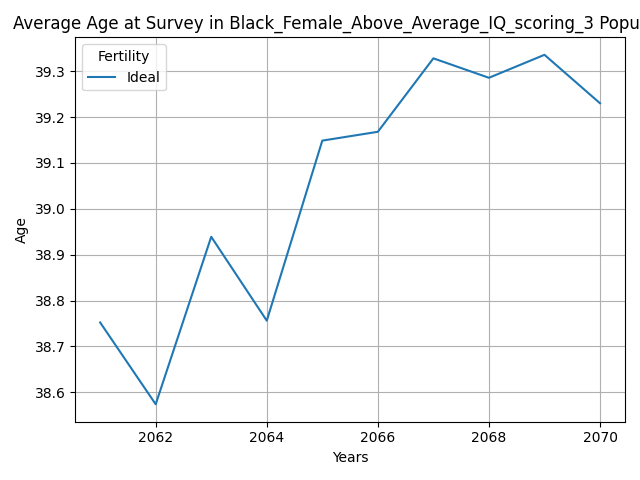 Average Age at Survey in Black_Female_Above_Average_IQ_scoring_3 Popu
Fertility
Ideal
39.3
39.2
39.1
39.0
38.9
38.8
38.7
38.6
Age
2062 2064 2066 2068 2070
Years